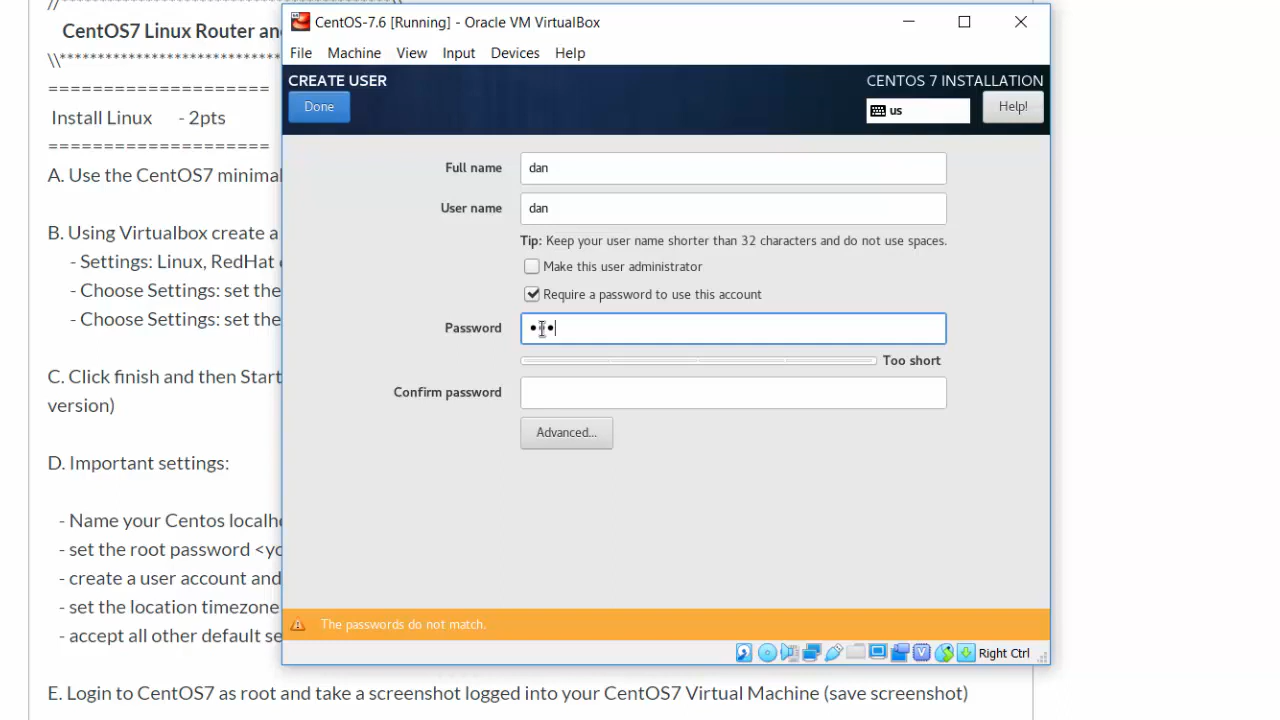 //*******************************************\\
CentOS7 Linux Router and
\\****************************
====================
Install Linux - 2pts
====================
A. Use the CentOS7 minimal
B. Using Virtualbox create a
- Settings: Linux, RedHat
- Choose Settings: set the
- Choose Settings: set the
C. Click finish and then Start
version)
D. Important settings:
- Name your Centos localh
- set the root password <yo
- create a user account and
- set the location timezone
- accept all other default se
E. Login to CentOS7 as root and take a screenshot logged into your CentOS7 Virtual Machine (save screenshot)
CentOS-7.6 [Running] - Oracle VM VirtualBox
File Machine View Input Devices Help
CREATE USER
CENTOS 7 INSTALLATION
Done
us
Help!
Full name dan
User name dan
Tip: Keep your user name shorter than 32 characters and do not use spaces.
Make this user administrator
Require a password to use this account
Password •••
Too short
Confirm password
Advanced...
The passwords do not match.
Right Ctrl